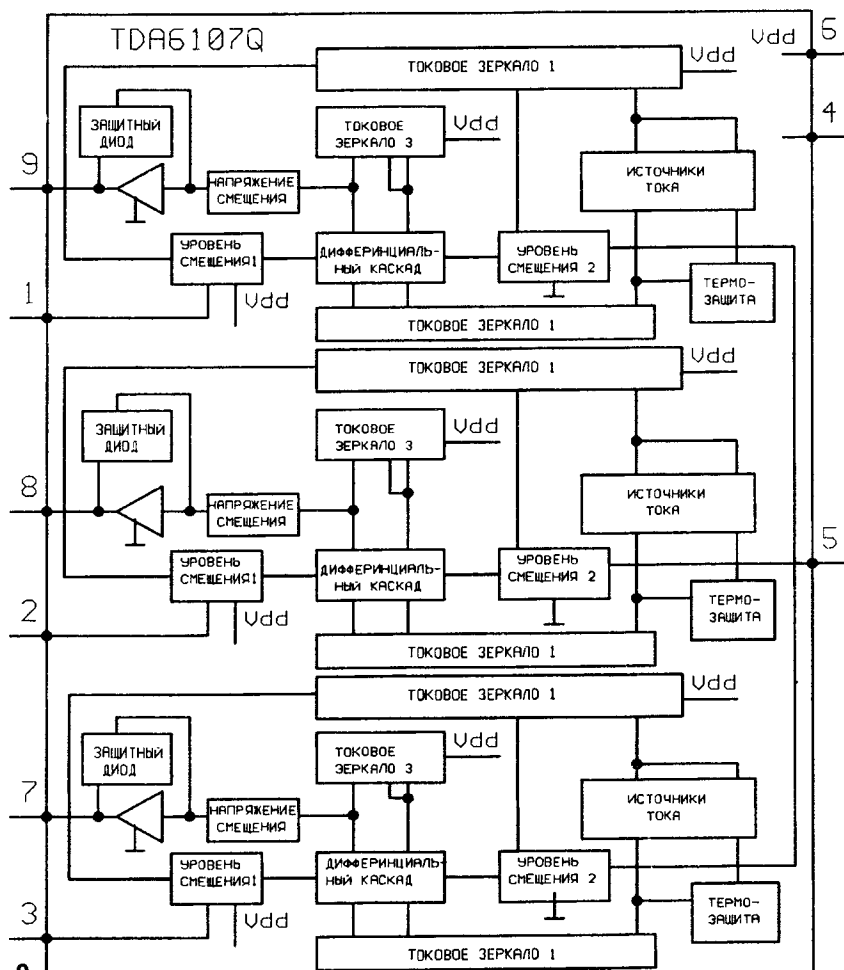 TDA6107Q
Vdd
6
ТОКОВОЕ ЗЕРКАЛО 1
Vdd
4
ЗАЩИТНЫЙ
ДИОД
ТОКОВОЕ
ЗЕРКАЛО 3
Vdd
ИСТОЧНИКИ
ТОКА
9
НАПРЯЖЕНИЕ
СМЕЩЕНИЯ
УРОВЕНЬ
СМЕЩЕНИЯ1
ДИФФЕРИНЦИАЛЬ-
НЫЙ КАСКАД
УРОВЕНЬ
СМЕЩЕНИЯ 2
ТЕРМО-
ЗАЩИТА
1
Vdd
ТОКОВОЕ ЗЕРКАЛО 1
ТОКОВОЕ ЗЕРКАЛО 1
Vdd
ЗАЩИТНЫЙ
ДИОД
ТОКОВОЕ
ЗЕРКАЛО 3
Vdd
ИСТОЧНИКИ
ТОКА
8
НАПРЯЖЕНИЕ
СМЕЩЕНИЯ
5
УРОВЕНЬ
СМЕЩЕНИЯ1
ДИФФЕРИНЦИАЛЬ-
НЫЙ КАСКАД
УРОВЕНЬ
СМЕЩЕНИЯ 2
ТЕРМО-
ЗАЩИТА
2
Vdd
ТОКОВОЕ ЗЕРКАЛО 1
ТОКОВОЕ ЗЕРКАЛО 1
Vdd
ЗАЩИТНЫЙ
ДИОД
ТОКОВОЕ
ЗЕРКАЛО 3
Vdd
ИСТОЧНИКИ
ТОКА
7
НАПРЯЖЕНИЕ
СМЕЩЕНИЯ
УРОВЕНЬ
СМЕЩЕНИЯ1
ДИФФЕРИНЦИАЛЬ-
НЫЙ КАСКАД
УРОВЕНЬ
СМЕЩЕНИЯ 2
ТЕРМО-
ЗАЩИТА
3
Vdd
ТОКОВОЕ ЗЕРКАЛО 1